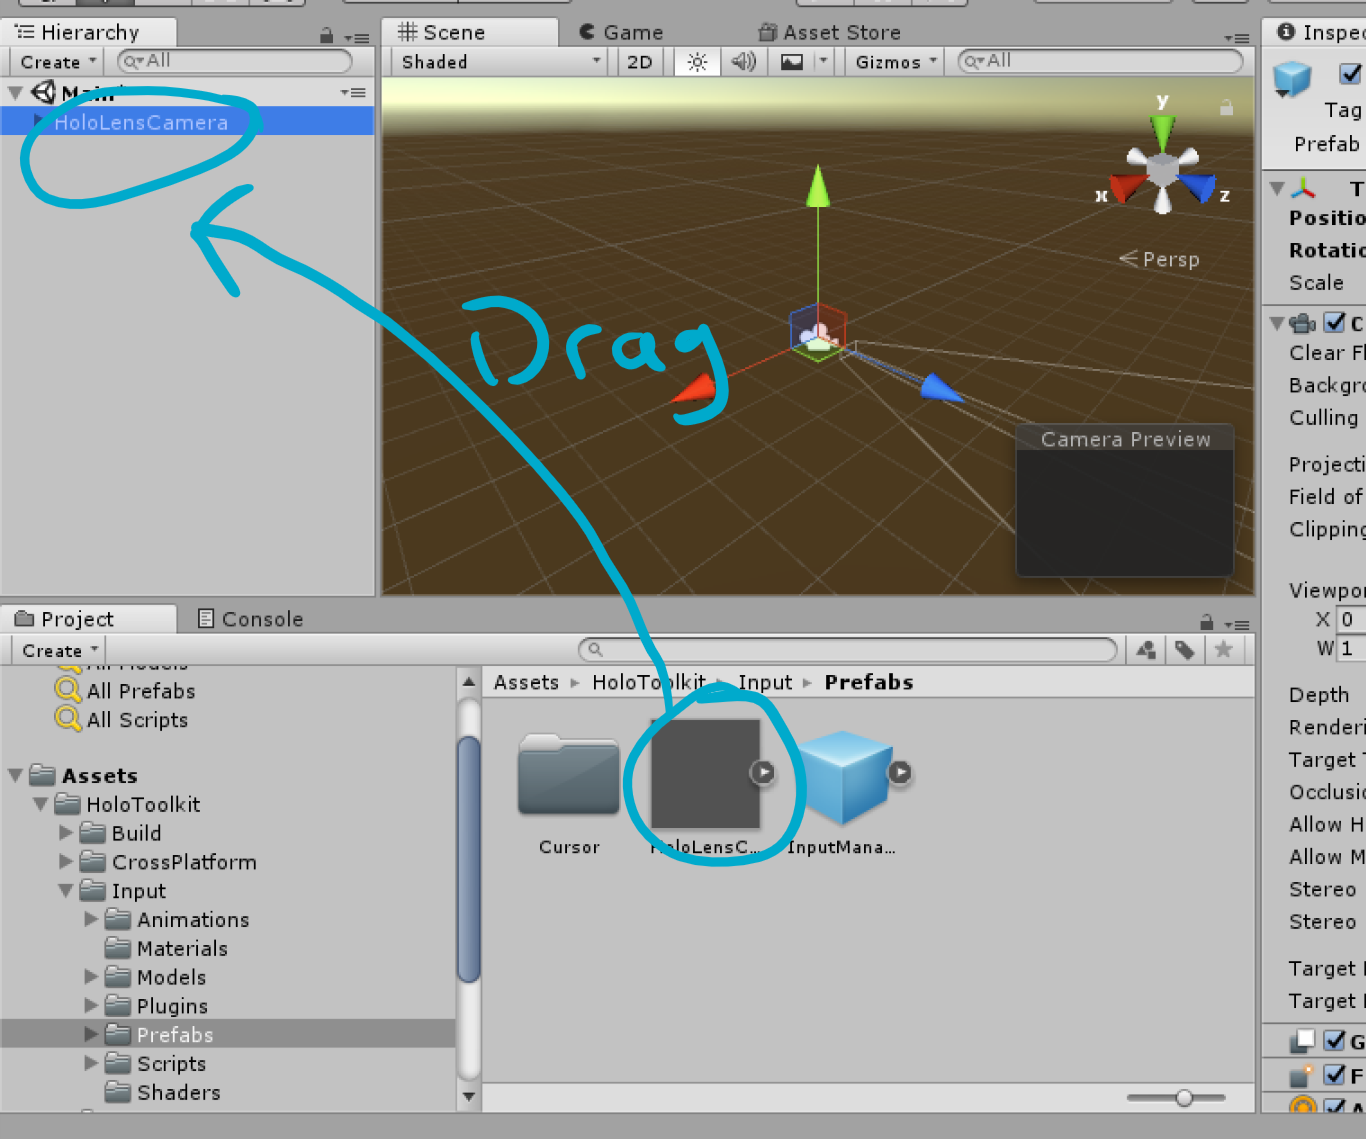 Hierarchy
Create
All
Main
HoloLensCamera
Scene
Game
Asset Store
Shaded
2D
Gizmos
All
y
x
z
Persp
Drag
Camera Preview
Inspec
Tag
Prefab
T
Positio
Rotatio
Scale
C
Clear Fl
Backgro
Culling
Projecti
Field of
Clipping
Viewpor
X 0
W 1
Depth
Renderi
Target T
Occlusio
Allow H
Allow M
Stereo
Stereo
Target
Target
G
F
A
Project
Console
Create
All Models
All Prefabs
All Scripts
Assets
HoloToolkit
Build
CrossPlatform
Input
Animations
Materials
Models
Plugins
Prefabs
Scripts
Shaders
Assets HoloToolkit Input Prefabs
Cursor
HoloLensC...
InputMana...